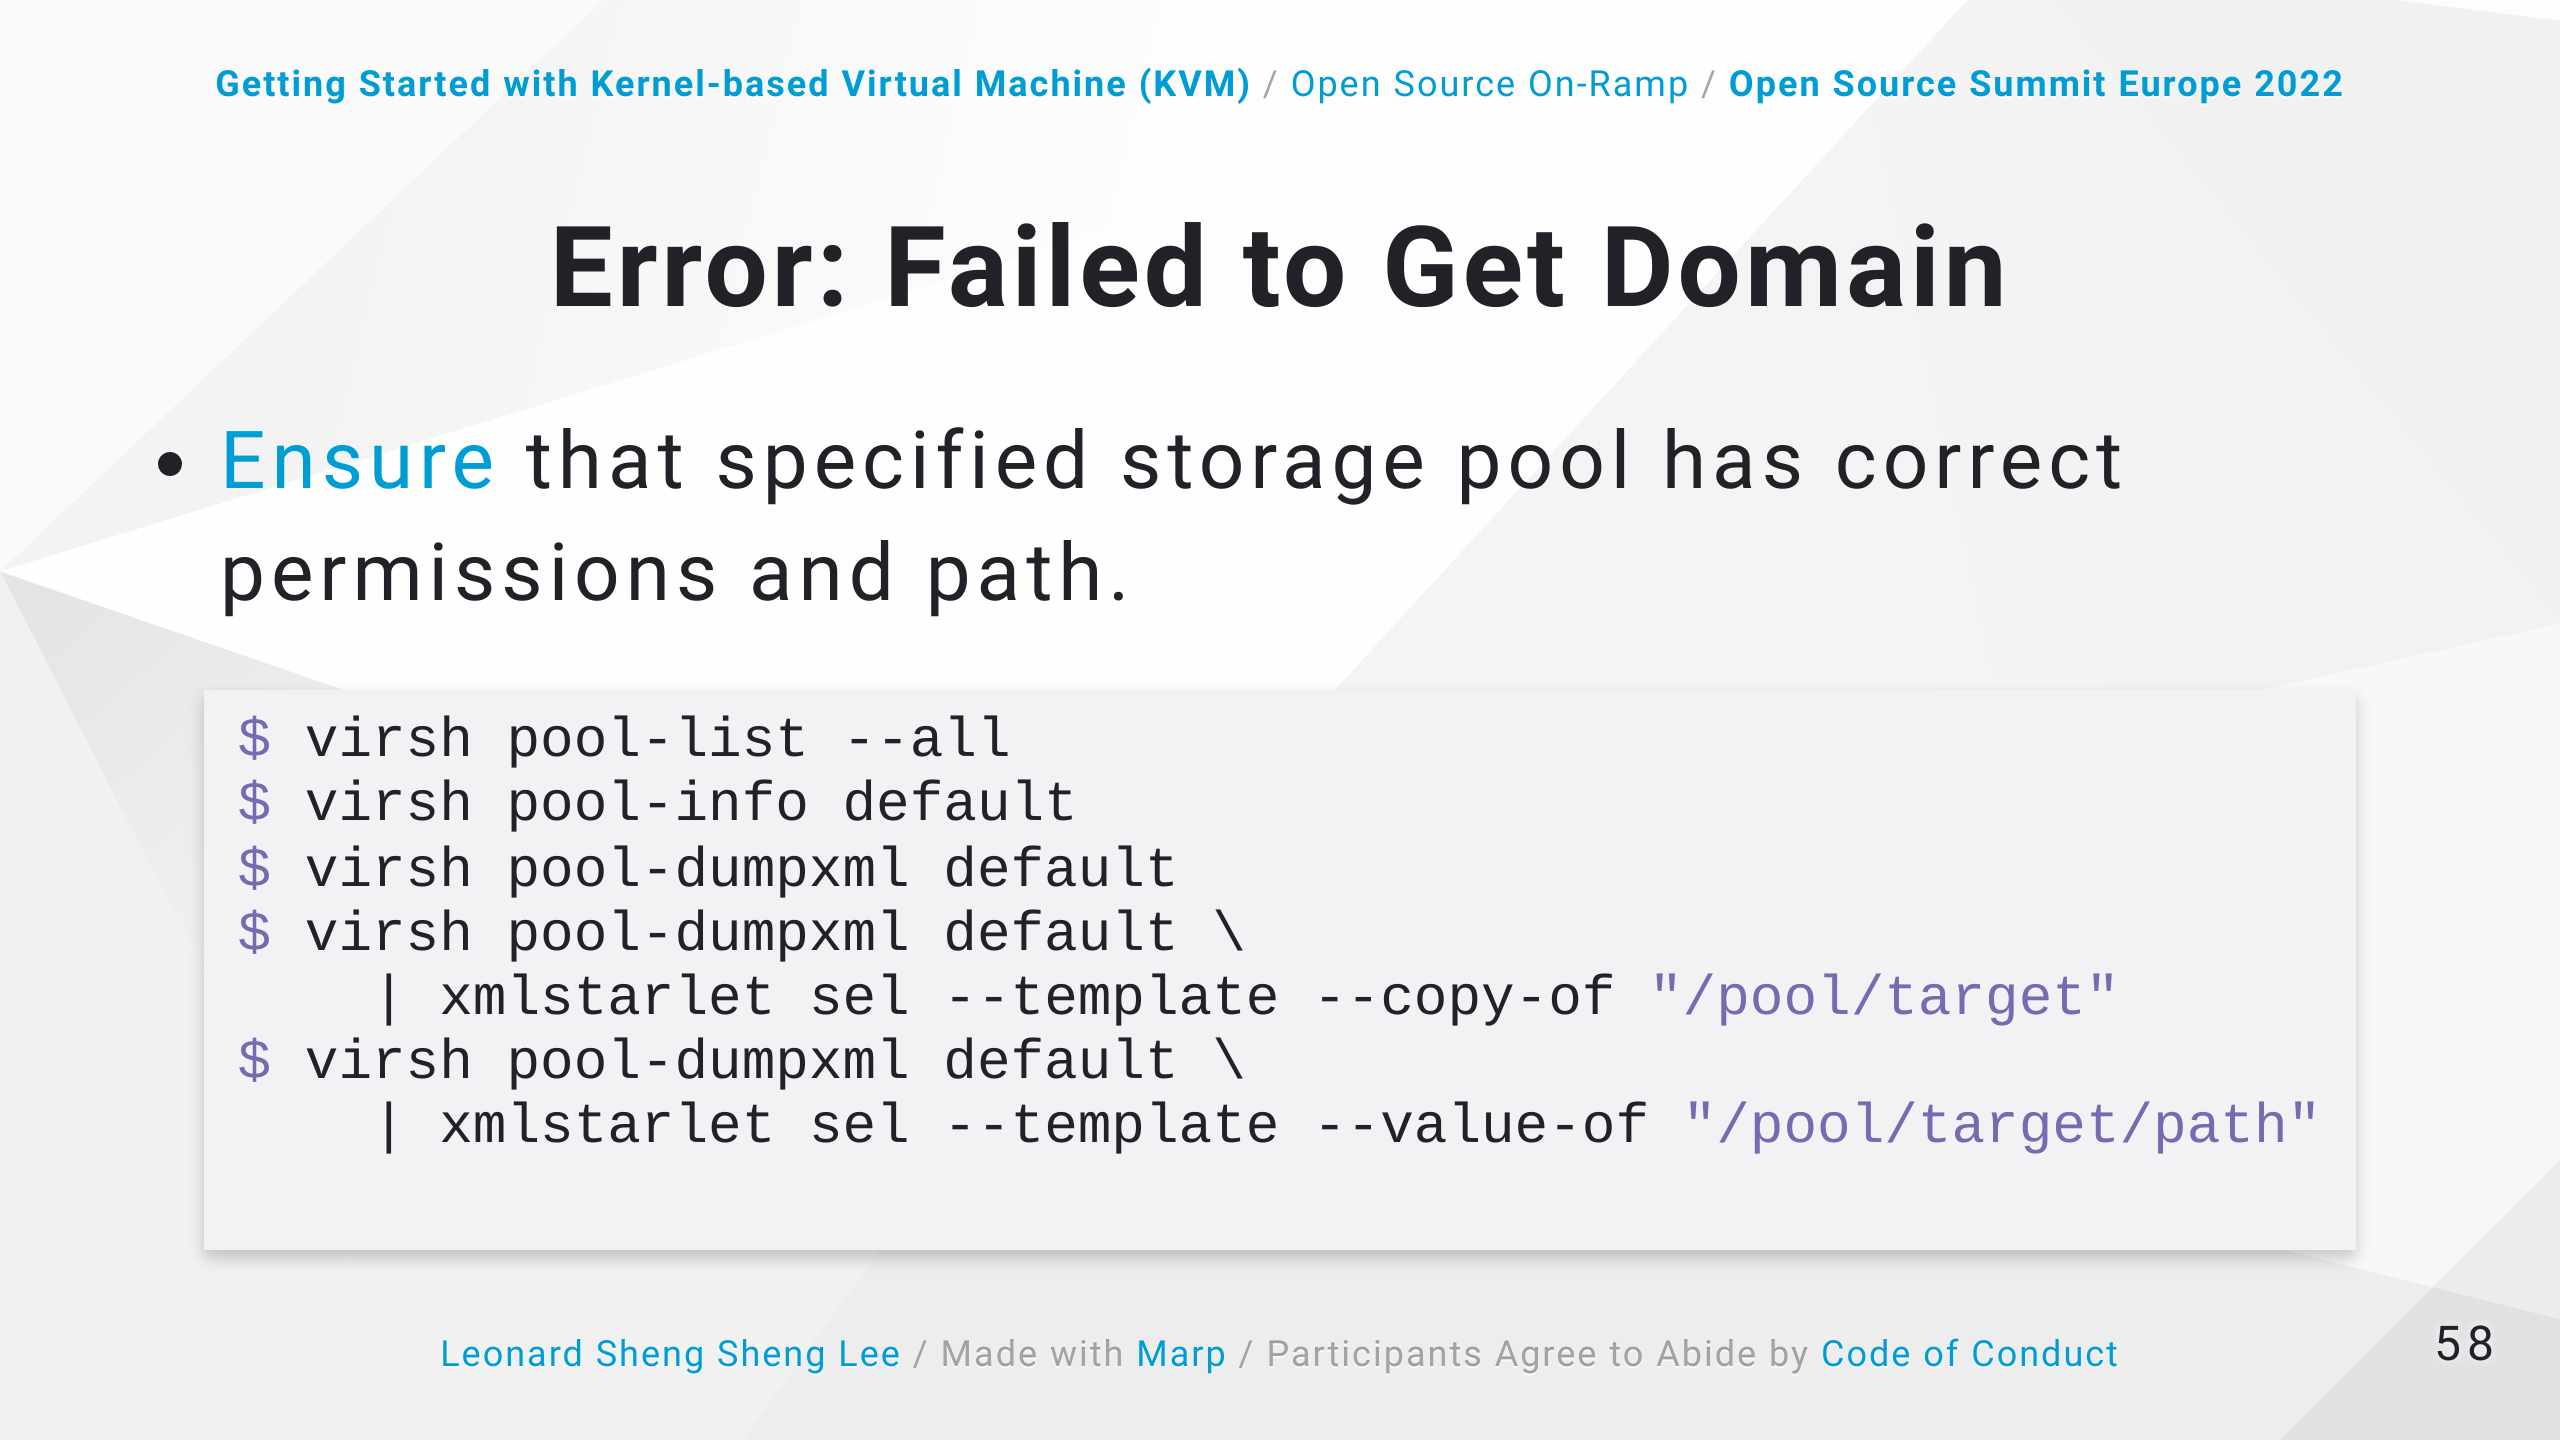 Getting Started with Kernel-based Virtual Machine (KVM) / Open Source On-Ramp / Open Source Summit Europe 2022
Error: Failed to Get Domain
• Ensure that specified storage pool has correct
permissions and path.
$ virsh pool-list --all
$ virsh pool-info default
$ virsh pool-dumpxml default
$ virsh pool-dumpxml default \
    | xmlstarlet sel --template --copy-of "/pool/target"
$ virsh pool-dumpxml default \
    | xmlstarlet sel --template --value-of "/pool/target/path"
Leonard Sheng Sheng Lee / Made with Marp / Participants Agree to Abide by Code of Conduct
58